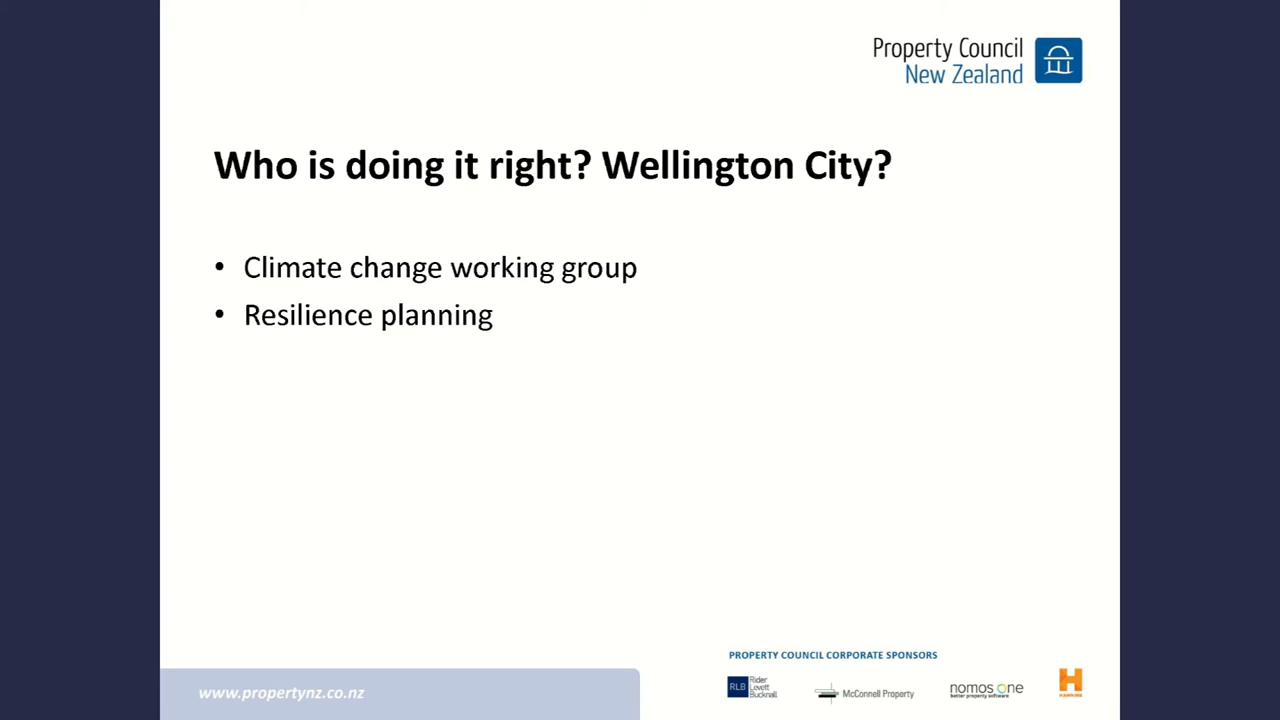 Property Council
New Zealand
Who is doing it right? Wellington City?
• Climate change working group
• Resilience planning
PROPERTY COUNCIL CORPORATE SPONSORS
www.propertynz.co.nz
RLB
Rider
Levett
Bucknall
McConnell Property
nomos one
better property software
H
HAWKINS